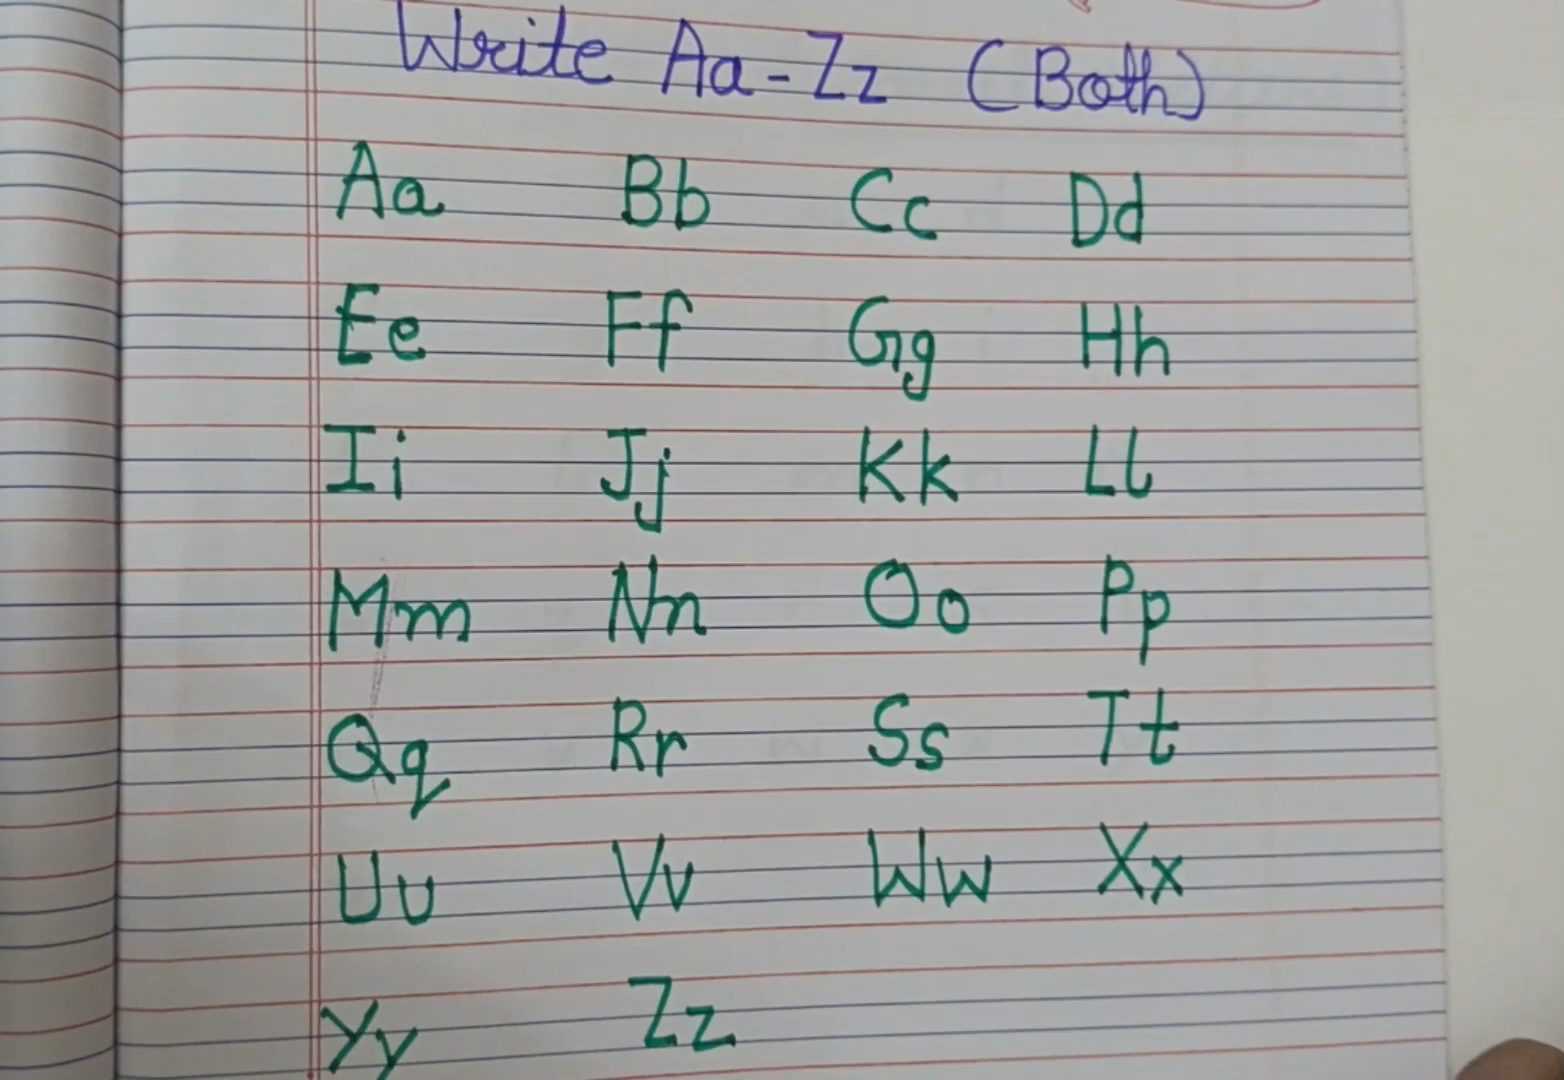 Write Aa-Zz (Both)
Aa Bb Cc Dd
Ee Ff Gg Hh
Ii Jj Kk Ll
Mm Nn Oo Pp
Qq Rr Ss Tt
Uu Vv Ww Xx
Yy Zz